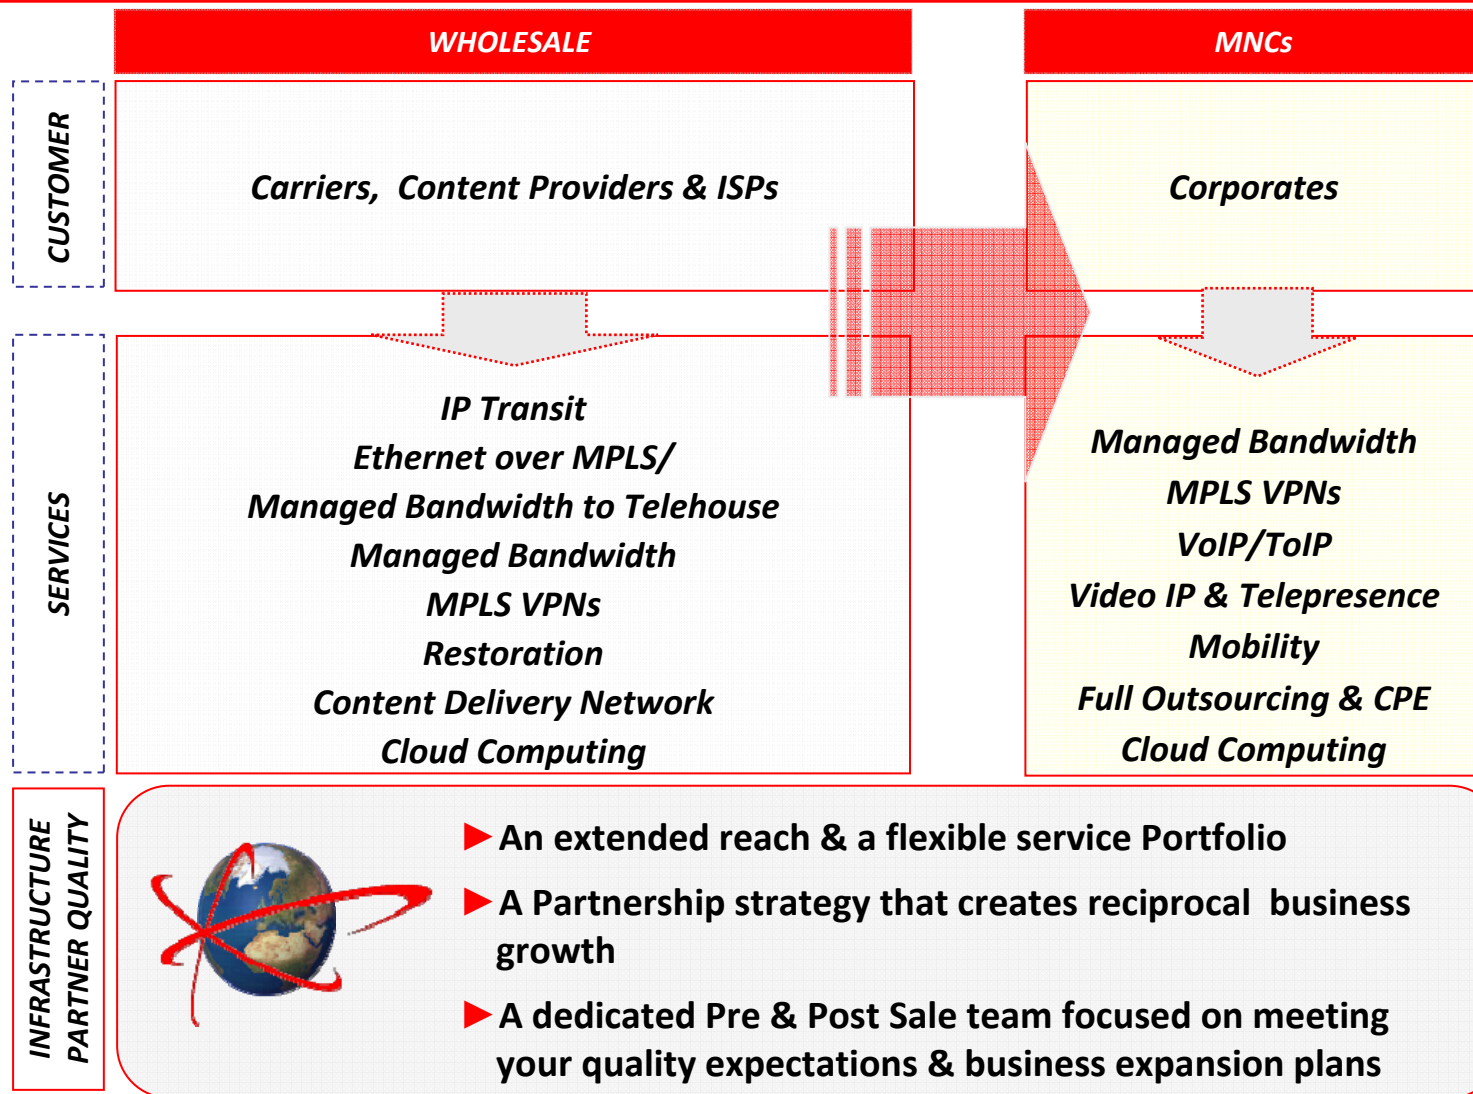 WHOLESALE
MNCs
CUSTOMER
Carriers,  Content Providers & ISPs
Corporates
SERVICES
IP Transit
Ethernet over MPLS/
Managed Bandwidth to Telehouse
Managed Bandwidth
MPLS VPNs
Restoration
Content Delivery Network
Cloud Computing
Managed Bandwidth
MPLS VPNs
VoIP/ToIP
Video IP & Telepresence
Mobility
Full Outsourcing & CPE
Cloud Computing
INFRASTRUCTURE
PARTNER QUALITY
►An extended reach & a flexible service Portfolio
►A Partnership strategy that creates reciprocal  business
growth
►A dedicated Pre & Post Sale team focused on meeting
your quality expectations & business expansion plans